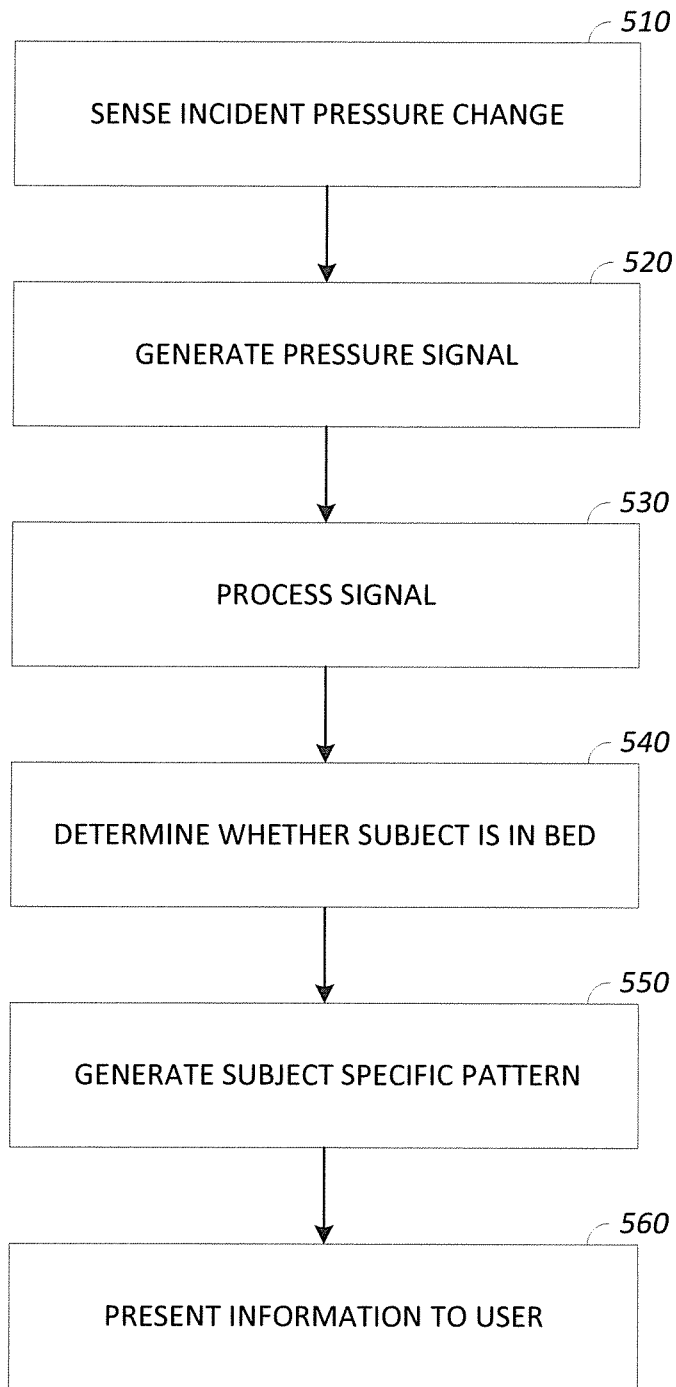 510
SENSE INCIDENT PRESSURE CHANGE
520
GENERATE PRESSURE SIGNAL
530
PROCESS SIGNAL
540
DETERMINE WHETHER SUBJECT IS IN BED
550
GENERATE SUBJECT SPECIFIC PATTERN
560
PRESENT INFORMATION TO USER